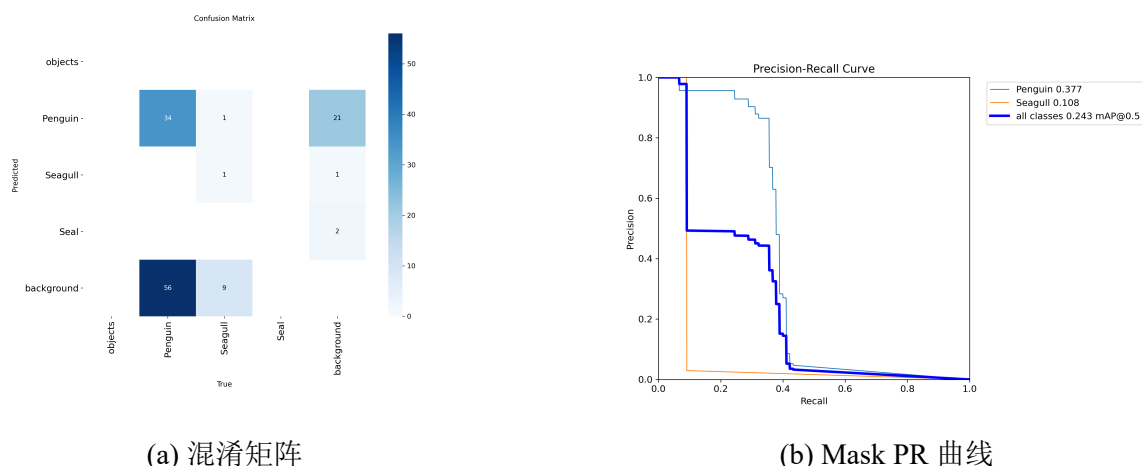 Confusion Matrix
objects
Penguin
Seagull
Seal
background
Predicted
34 1 21
1 1
2
56 9
objects
Penguin
Seagull
Seal
background
True
50
40
30
20
10
0
Precision-Recall Curve
1.0
0.8
0.6
0.4
0.2
0.0
Precision
0.0 0.2 0.4 0.6 0.8 1.0
Recall
Penguin 0.377
Seagull 0.108
all classes 0.243 mAP@0.5
(a) 混淆矩阵
(b) Mask PR 曲线